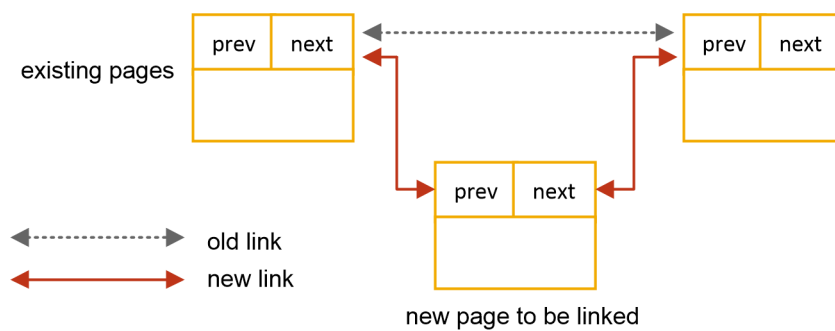 prev next
prev next
existing pages
prev next
old link
new link
new page to be linked